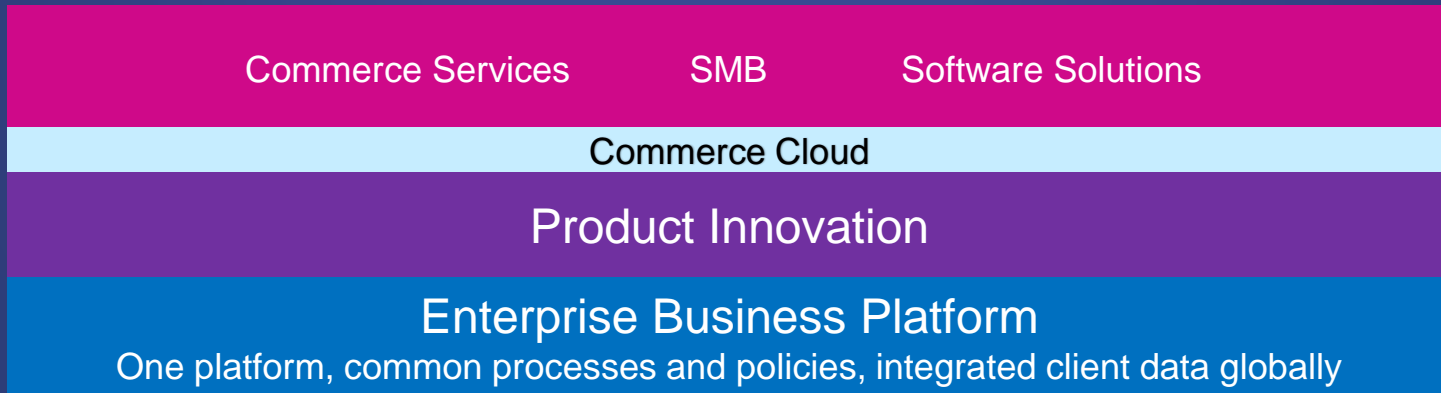 Commerce Services SMB Software Solutions
Commerce Cloud
Product Innovation
Enterprise Business Platform
One platform, common processes and policies, integrated client data globally